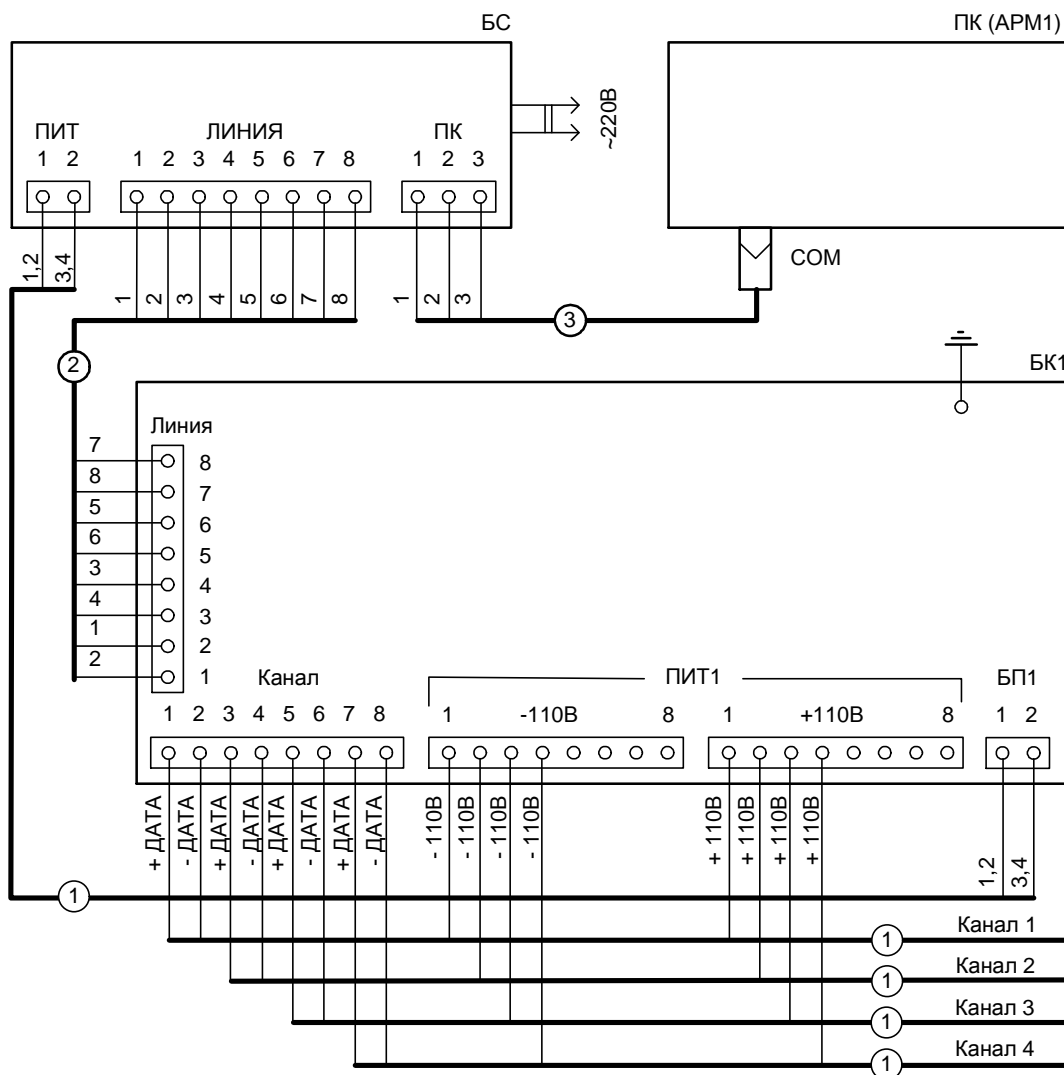 БС
ПК (АРМ1)
~220В
ПИТ
ЛИНИЯ
ПК
1 2
1 2 3 4 5 6 7 8
1 2 3
1,2
3,4
COM
1
2
3
4
5
6
7
8
1
2
3
3
2
БК1
Линия
7
8
8
7
5
6
6
5
3
4
4
3
1
2
2
1
Канал
ПИТ1
БП1
1 2 3 4 5 6 7 8
1 -110В 8
1 +110В 8
1 2
+ ДАТА
- ДАТА
+ ДАТА
- ДАТА
+ ДАТА
- ДАТА
+ ДАТА
- ДАТА
- 110В
- 110В
- 110В
- 110В
+ 110В
+ 110В
+ 110В
+ 110В
1,2
3,4
1
1 Канал 1
1 Канал 2
1 Канал 3
1 Канал 4